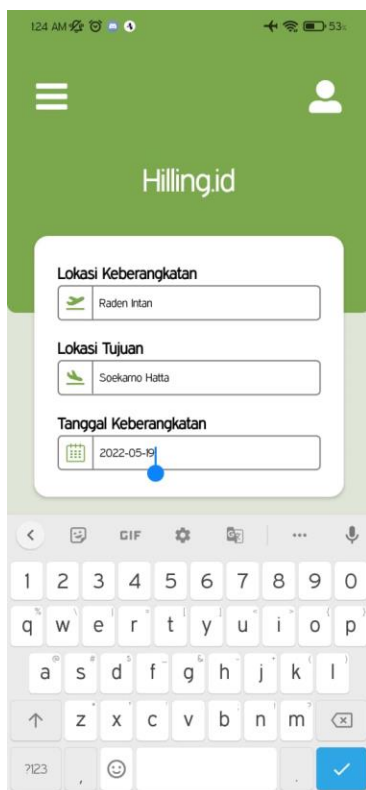 1:24 AM 53%
Hilling.id
Lokasi Keberangkatan
Raden Intan
Lokasi Tujuan
Soekarno Hatta
Tanggal Keberangkatan
2022-05-19
GIF
1 2 3 4 5 6 7 8 9 0
q w e r t y u i o p
a s d f g h j k l
z x c v b n m
?123 , .